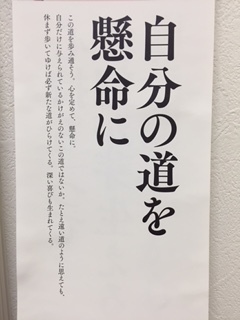 自分の道を
懸命に
この道を歩み通そう。心を定めて、懸命に。
自分だけに与えられているかけがえのないこの道ではないか。たとえ遠い道のように思えても、
休まず歩いてゆけば必ず新たな道がひらけてくる。深い喜びも生まれてくる。